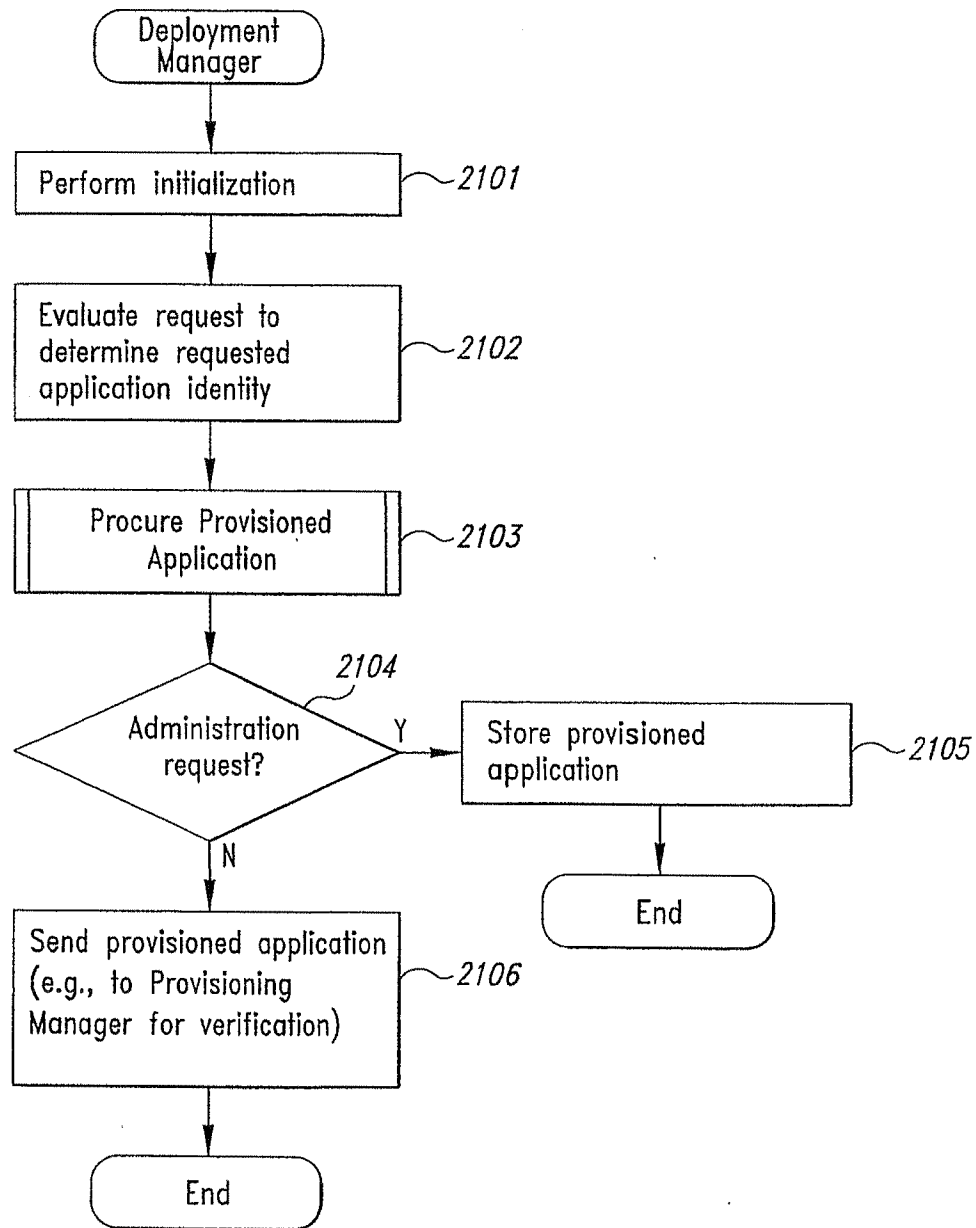 Deployment
Manager
Perform initialization
2101
Evaluate request to
determine requested
application identity
2102
Procure Provisioned
Application
2103
2104
Administration
request?
Y
N
Store provisioned
application
2105
End
Send provisioned application
(e.g., to Provisioning
Manager for verification)
2106
End